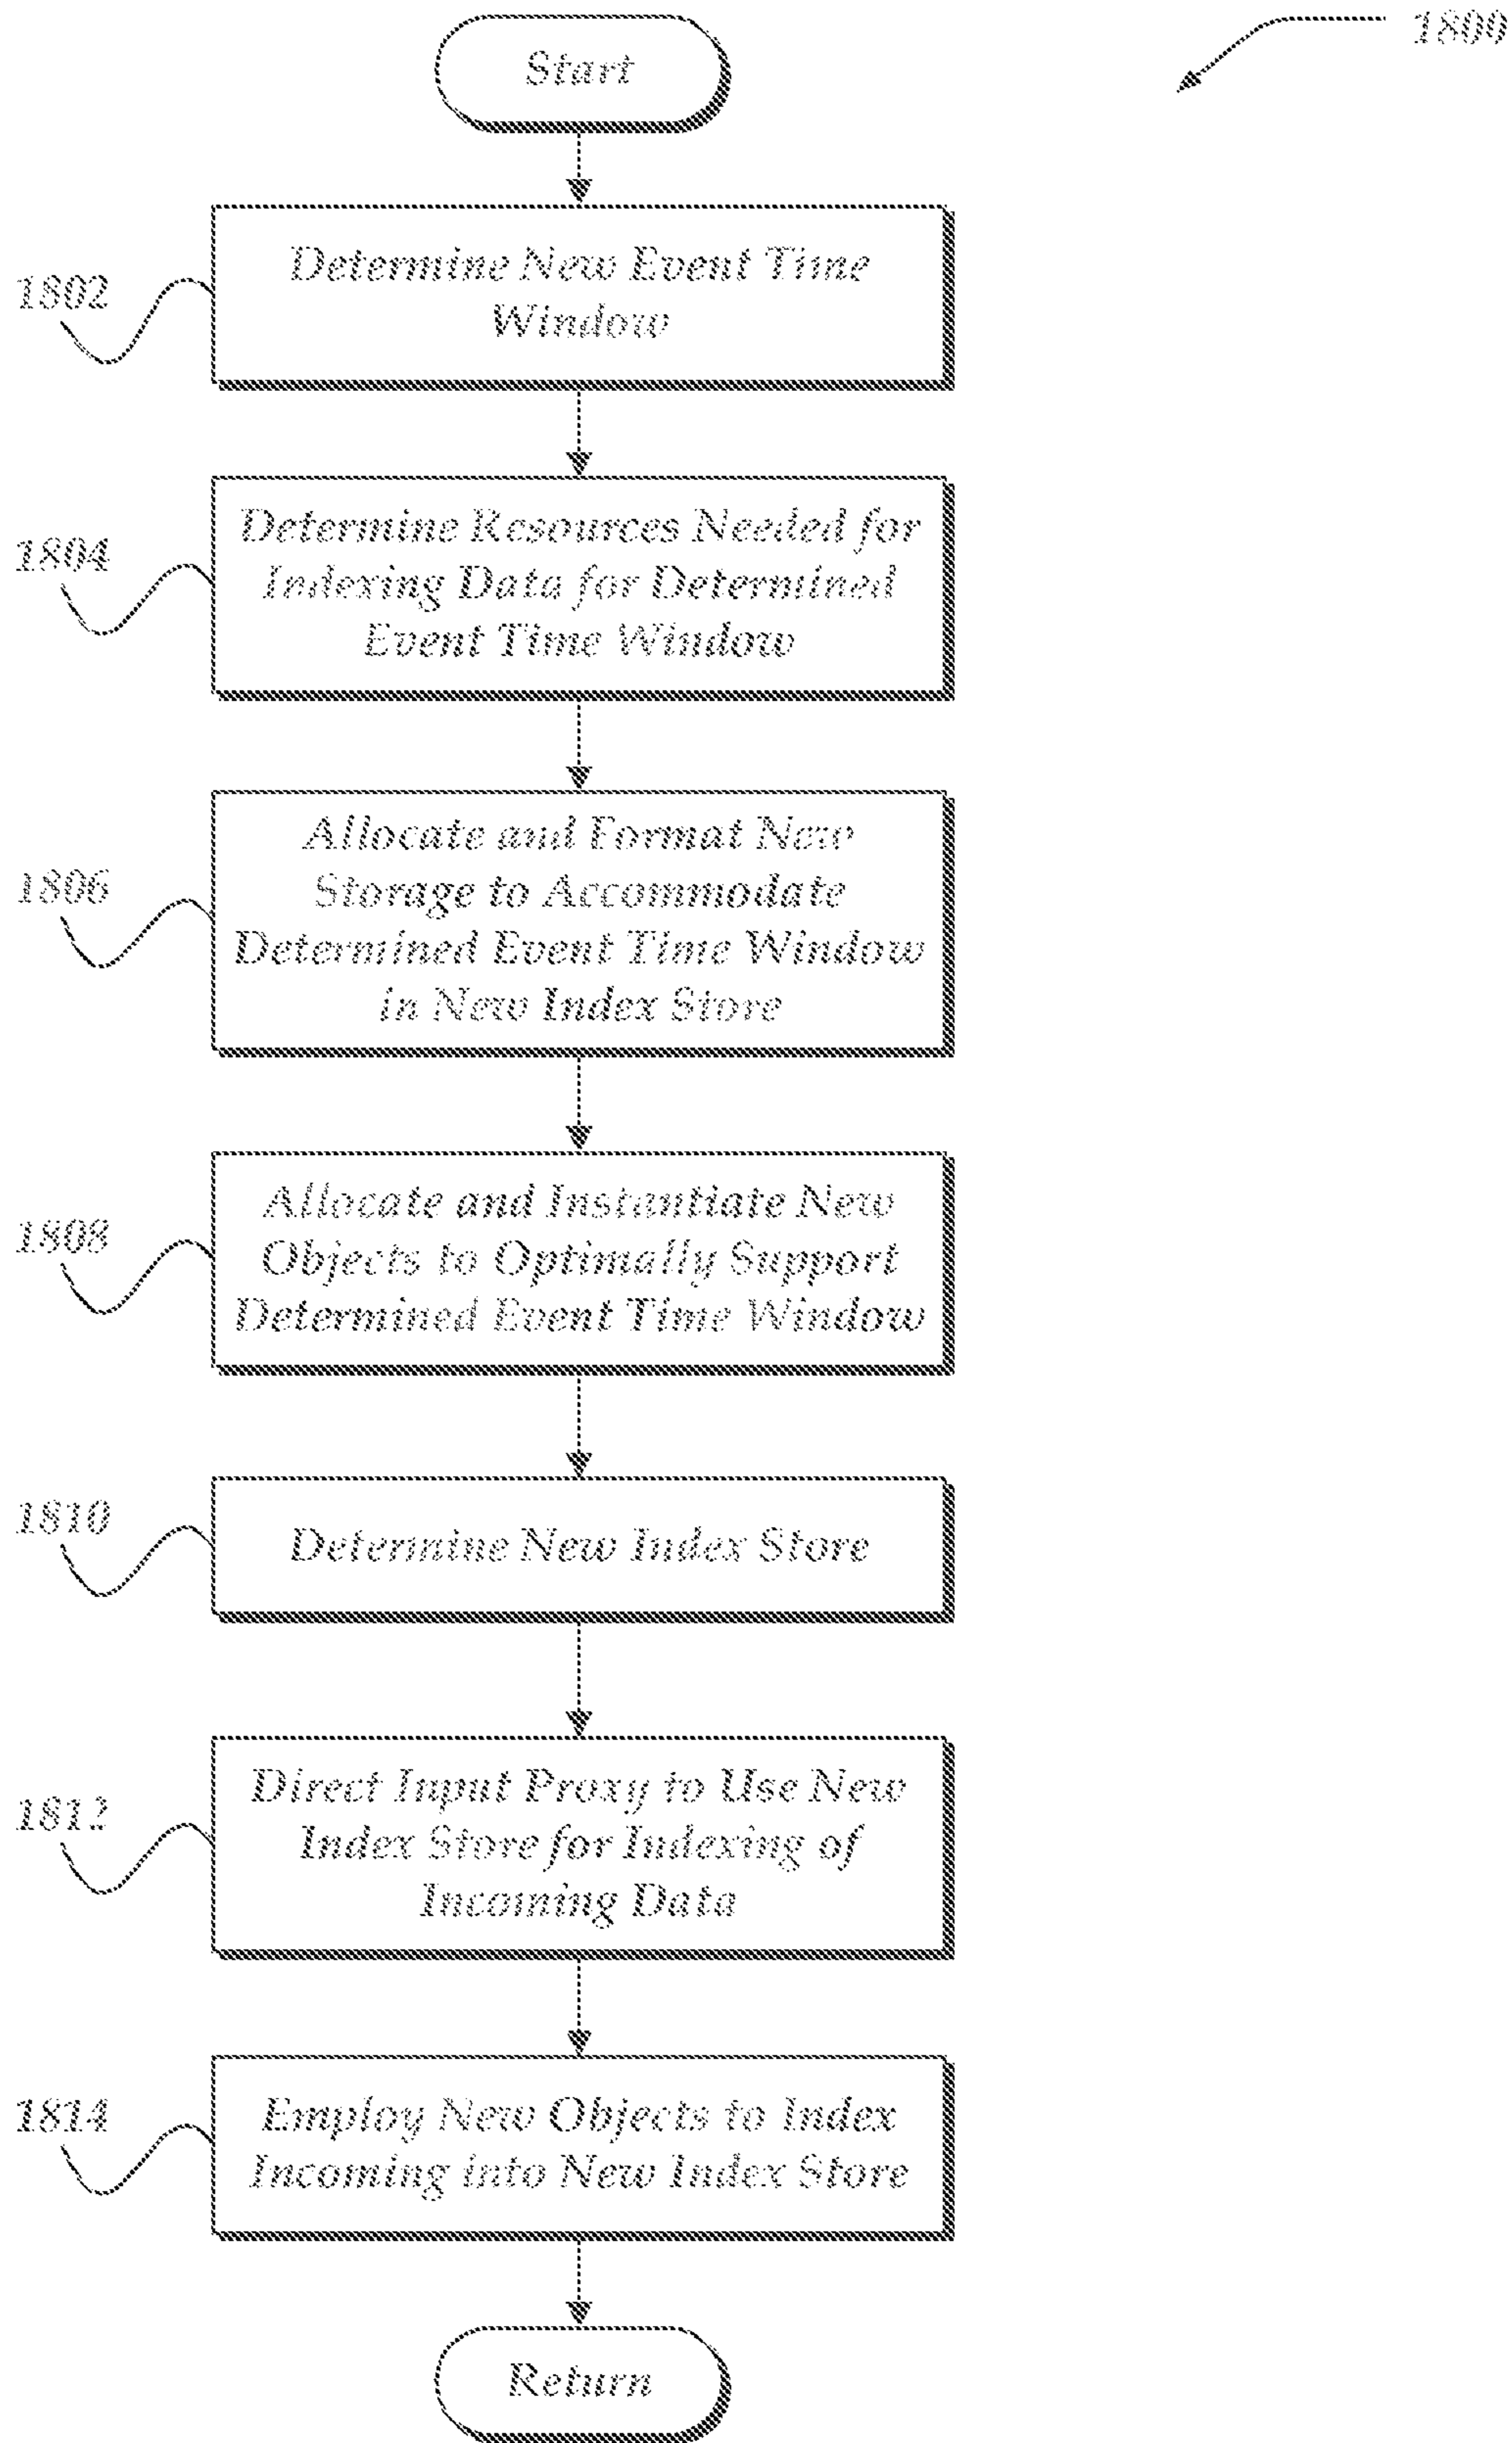 Start
1800
Determine New Event Time
Window
1802
Determine Resources Needed for
Indexing Data for Determined
Event Time Window
1804
Allocate and Format New
Storage to Accommodate
Determined Event Time Window
in New Index Store
1806
Allocate and Instantiate New
Objects to Optimally Support
Determined Event Time Window
1808
Determine New Index Store
1810
Direct Input Proxy to Use New
Index Store for Indexing of
Incoming Data
1812
Employ New Objects to Index
Incoming into New Index Store
1814
Return